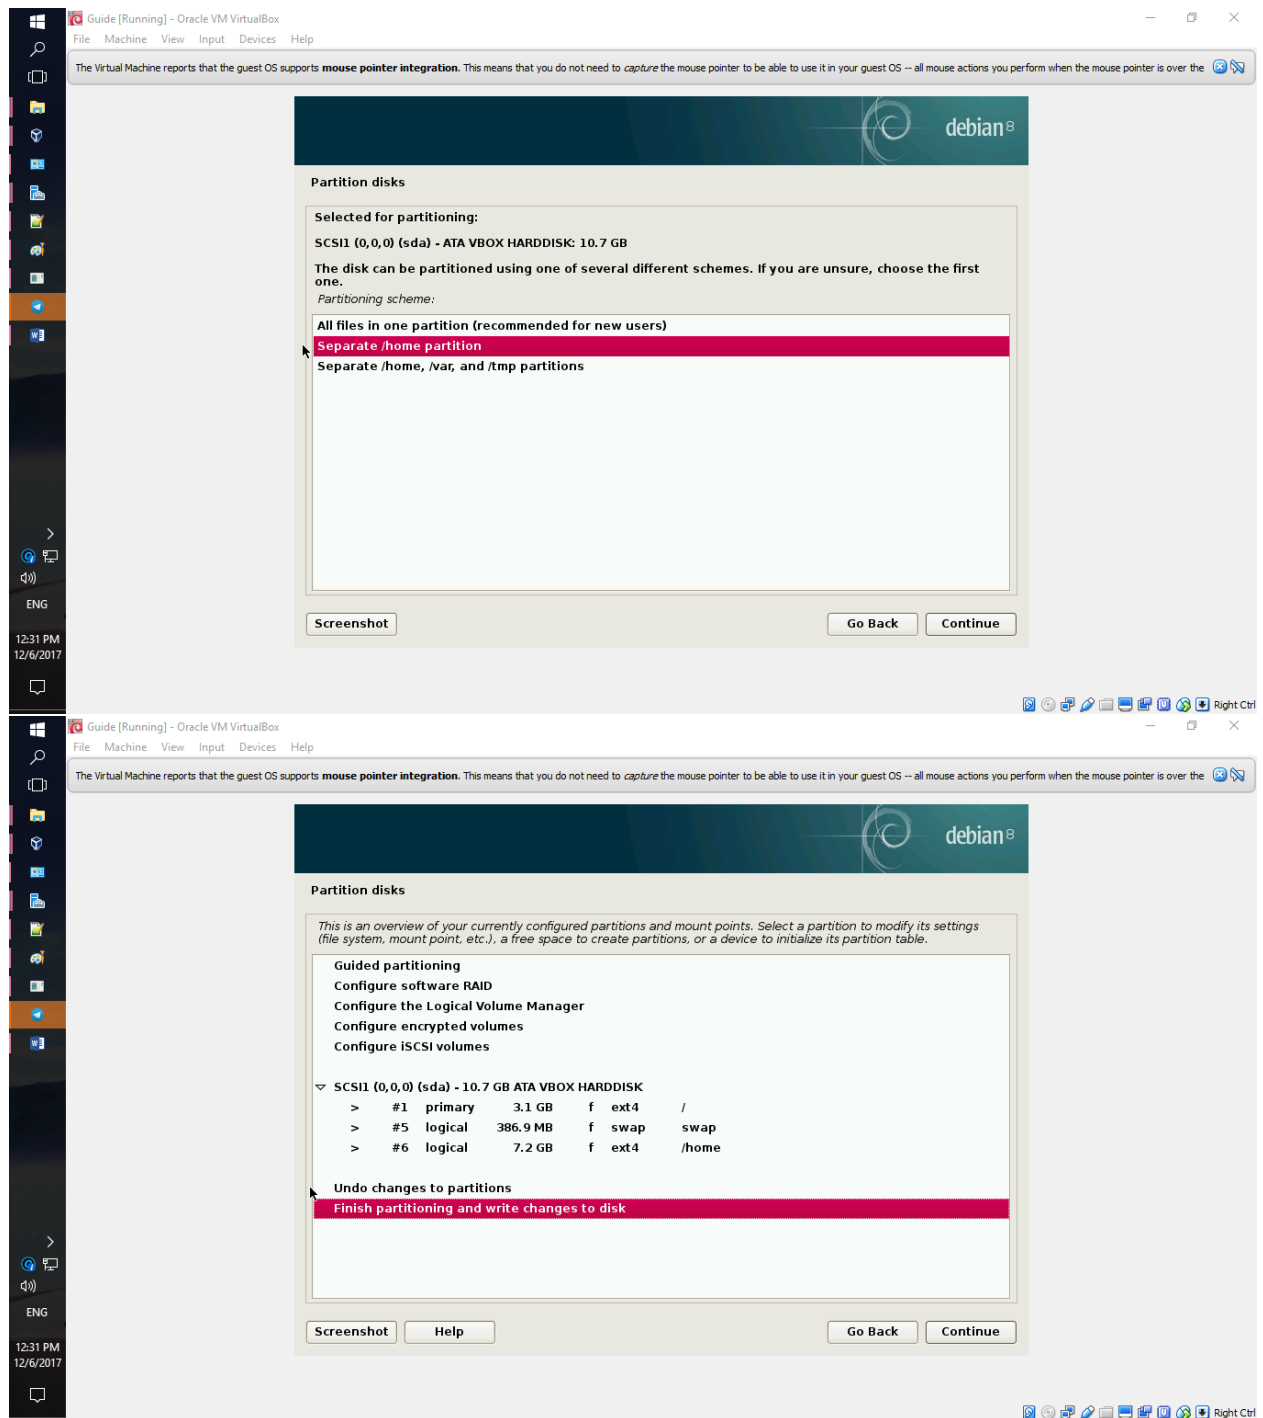 Guide [Running] - Oracle VM VirtualBox
File Machine View Input Devices Help
The Virtual Machine reports that the guest OS supports mouse pointer integration. This means that you do not need to capture the mouse pointer to be able to use it in your guest OS -- all mouse actions you perform when the mouse pointer is over the
debian 8
Partition disks
Selected for partitioning:
SCSI1 (0,0,0) (sda) - ATA VBOX HARDDISK: 10.7 GB
The disk can be partitioned using one of several different schemes. If you are unsure, choose the first
one.
Partitioning scheme:
All files in one partition (recommended for new users)
Separate /home partition
Separate /home, /var, and /tmp partitions
Screenshot
Go Back
Continue
ENG
12:31 PM
12/6/2017
Right Ctrl
Guide [Running] - Oracle VM VirtualBox
File Machine View Input Devices Help
The Virtual Machine reports that the guest OS supports mouse pointer integration. This means that you do not need to capture the mouse pointer to be able to use it in your guest OS -- all mouse actions you perform when the mouse pointer is over the
debian 8
Partition disks
This is an overview of your currently configured partitions and mount points. Select a partition to modify its settings
(file system, mount point, etc.), a free space to create partitions, or a device to initialize its partition table.
Guided partitioning
Configure software RAID
Configure the Logical Volume Manager
Configure encrypted volumes
Configure iSCSI volumes
SCSI1 (0,0,0) (sda) - 10.7 GB ATA VBOX HARDDISK
> #1 primary 3.1 GB f ext4 /
> #5 logical 386.9 MB f swap swap
> #6 logical 7.2 GB f ext4 /home
Undo changes to partitions
Finish partitioning and write changes to disk
Screenshot
Help
Go Back
Continue
ENG
12:31 PM
12/6/2017
Right Ctrl